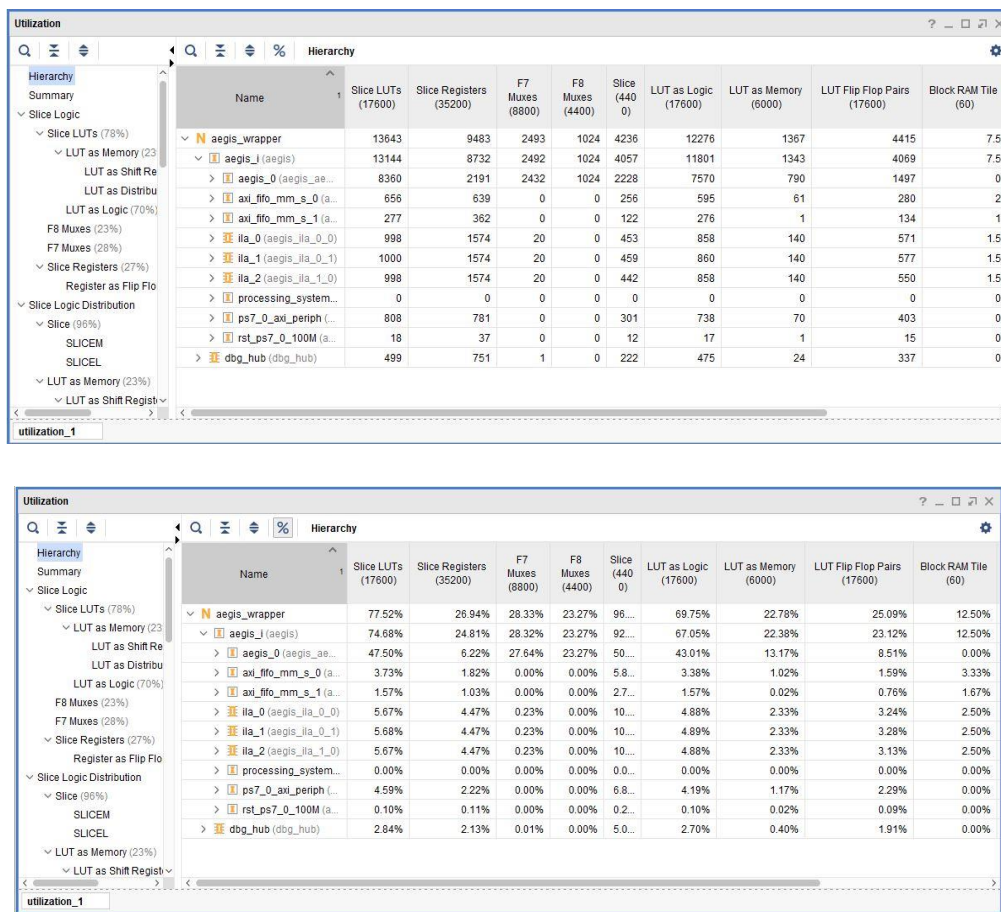 Utilization
Hierarchy
Hierarchy
Summary
Slice Logic
Slice LUTs (78%)
LUT as Memory (23
LUT as Shift Re
LUT as Distribu
LUT as Logic (70%)
F8 Muxes (23%)
F7 Muxes (28%)
Slice Registers (27%)
Register as Flip Flo
Slice Logic Distribution
Slice (96%)
SLICEM
SLICEL
LUT as Memory (23%)
LUT as Shift Regist
Name 1 Slice LUTs (17600) Slice Registers (35200) F7 Muxes (8800) F8 Muxes (4400) Slice (4400) LUT as Logic (17600) LUT as Memory (6000) LUT Flip Flop Pairs (17600) Block RAM Tile (60)
N aegis_wrapper 13643 9483 2493 1024 4236 12276 1367 4415 7.5
aegis_i (aegis) 13144 8732 2492 1024 4057 11801 1343 4069 7.5
aegis_0 (aegis_ae... 8360 2191 2432 1024 2228 7570 790 1497 0
axi_fifo_mm_s_0 (a... 656 639 0 0 256 595 61 280 2
axi_fifo_mm_s_1 (a... 277 362 0 0 122 276 1 134 1
ila_0 (aegis_ila_0_0) 998 1574 20 0 453 858 140 571 1.5
ila_1 (aegis_ila_0_1) 1000 1574 20 0 459 860 140 577 1.5
ila_2 (aegis_ila_1_0) 998 1574 20 0 442 858 140 550 1.5
processing_system... 0 0 0 0 0 0 0 0 0
ps7_0_axi_periph (... 808 781 0 0 301 738 70 403 0
rst_ps7_0_100M (a... 18 37 0 0 12 17 1 15 0
dbg_hub (dbg_hub) 499 751 1 0 222 475 24 337 0
utilization_1
Utilization
% Hierarchy
Hierarchy
Summary
Slice Logic
Slice LUTs (78%)
LUT as Memory (23
LUT as Shift Re
LUT as Distribu
LUT as Logic (70%)
F8 Muxes (23%)
F7 Muxes (28%)
Slice Registers (27%)
Register as Flip Flo
Slice Logic Distribution
Slice (96%)
SLICEM
SLICEL
LUT as Memory (23%)
LUT as Shift Regist
Name 1 Slice LUTs (17600) Slice Registers (35200) F7 Muxes (8800) F8 Muxes (4400) Slice (4400) LUT as Logic (17600) LUT as Memory (6000) LUT Flip Flop Pairs (17600) Block RAM Tile (60)
N aegis_wrapper 77.52% 26.94% 28.33% 23.27% 96.... 69.75% 22.78% 25.09% 12.50%
aegis_i (aegis) 74.68% 24.81% 28.32% 23.27% 92.... 67.05% 22.38% 23.12% 12.50%
aegis_0 (aegis_ae... 47.50% 6.22% 27.64% 23.27% 50.... 43.01% 13.17% 8.51% 0.00%
axi_fifo_mm_s_0 (a... 3.73% 1.82% 0.00% 0.00% 5.8... 3.38% 1.02% 1.59% 3.33%
axi_fifo_mm_s_1 (a... 1.57% 1.03% 0.00% 0.00% 2.7... 1.57% 0.02% 0.76% 1.67%
ila_0 (aegis_ila_0_0) 5.67% 4.47% 0.23% 0.00% 10.... 4.88% 2.33% 3.24% 2.50%
ila_1 (aegis_ila_0_1) 5.68% 4.47% 0.23% 0.00% 10.... 4.89% 2.33% 3.28% 2.50%
ila_2 (aegis_ila_1_0) 5.67% 4.47% 0.23% 0.00% 10.... 4.88% 2.33% 3.13% 2.50%
processing_system... 0.00% 0.00% 0.00% 0.00% 0.0... 0.00% 0.00% 0.00% 0.00%
ps7_0_axi_periph (... 4.59% 2.22% 0.00% 0.00% 6.8... 4.19% 1.17% 2.29% 0.00%
rst_ps7_0_100M (a... 0.10% 0.11% 0.00% 0.00% 0.2... 0.10% 0.02% 0.09% 0.00%
dbg_hub (dbg_hub) 2.84% 2.13% 0.01% 0.00% 5.0... 2.70% 0.40% 1.91% 0.00%
utilization_1